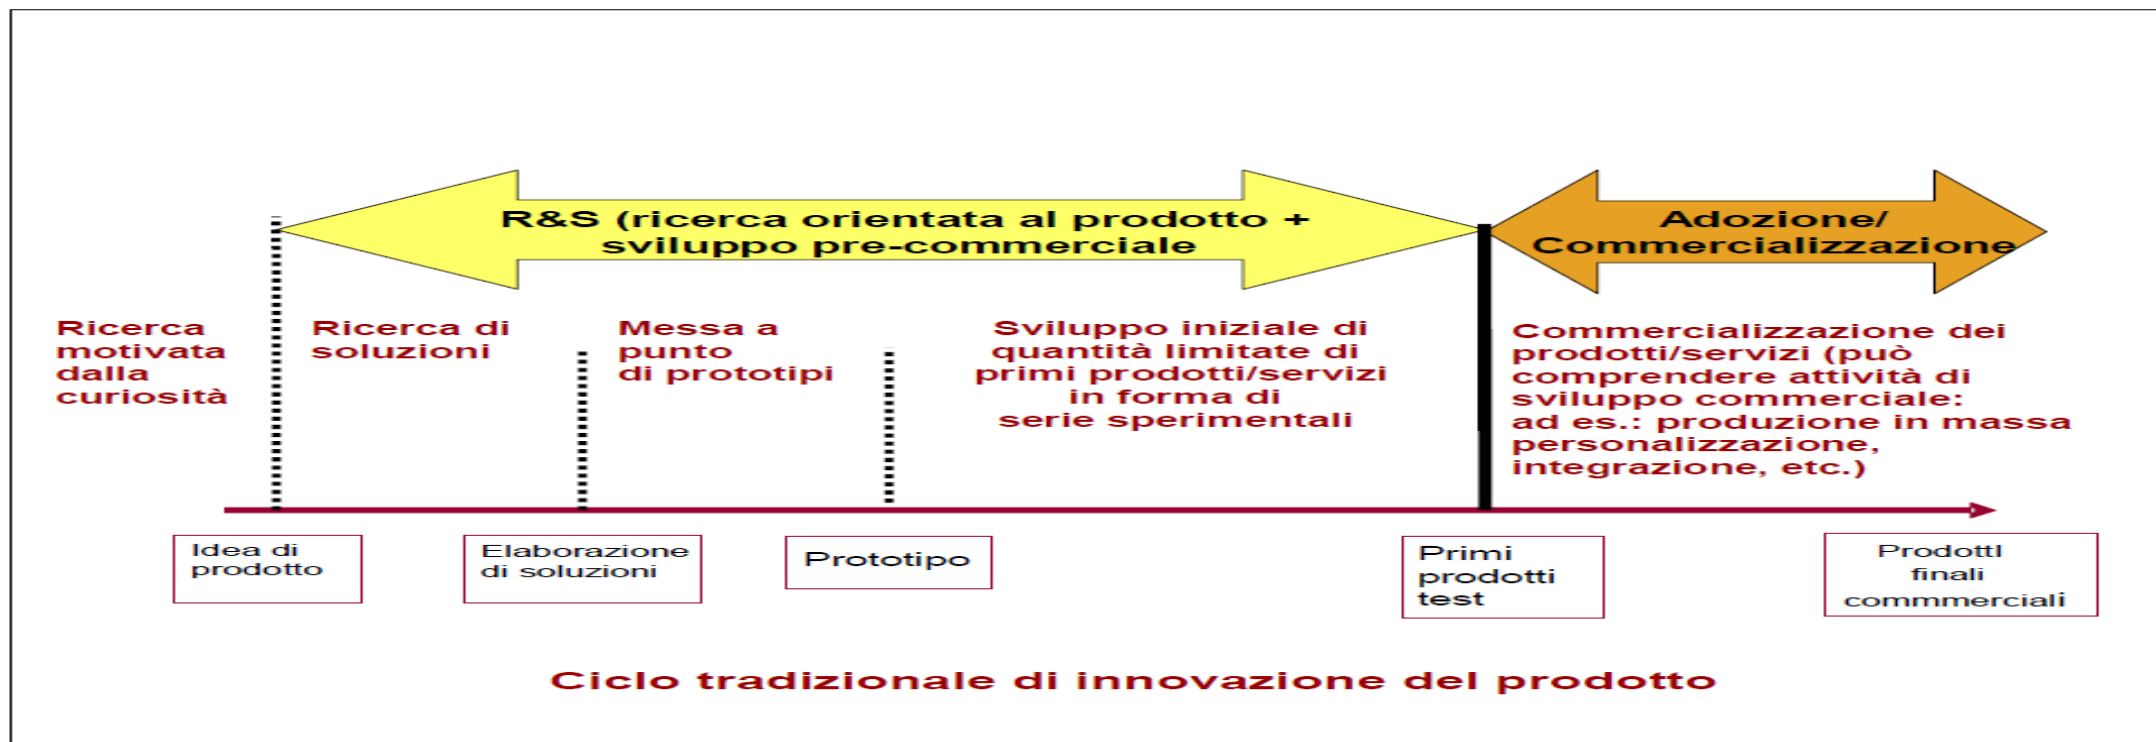 R&S (ricerca orientata al prodotto +
sviluppo pre-commerciale
Adozione/
Commercializzazione
Ricerca
motivata
dalla
curiosità
Ricerca di
soluzioni
Messa a
punto
di prototipi
Sviluppo iniziale di
quantità limitate di
primi prodotti/servizi
in forma di
serie sperimentali
Commercializzazione dei
prodotti/servizi (può
comprendere attività di
sviluppo commerciale:
ad es.: produzione in massa
personalizzazione,
integrazione, etc.)
Idea di
prodotto
Elaborazione
di soluzioni
Prototipo
Primi
prodotti
test
ProdottI
finali
commmerciali
Ciclo tradizionale di innovazione del prodotto